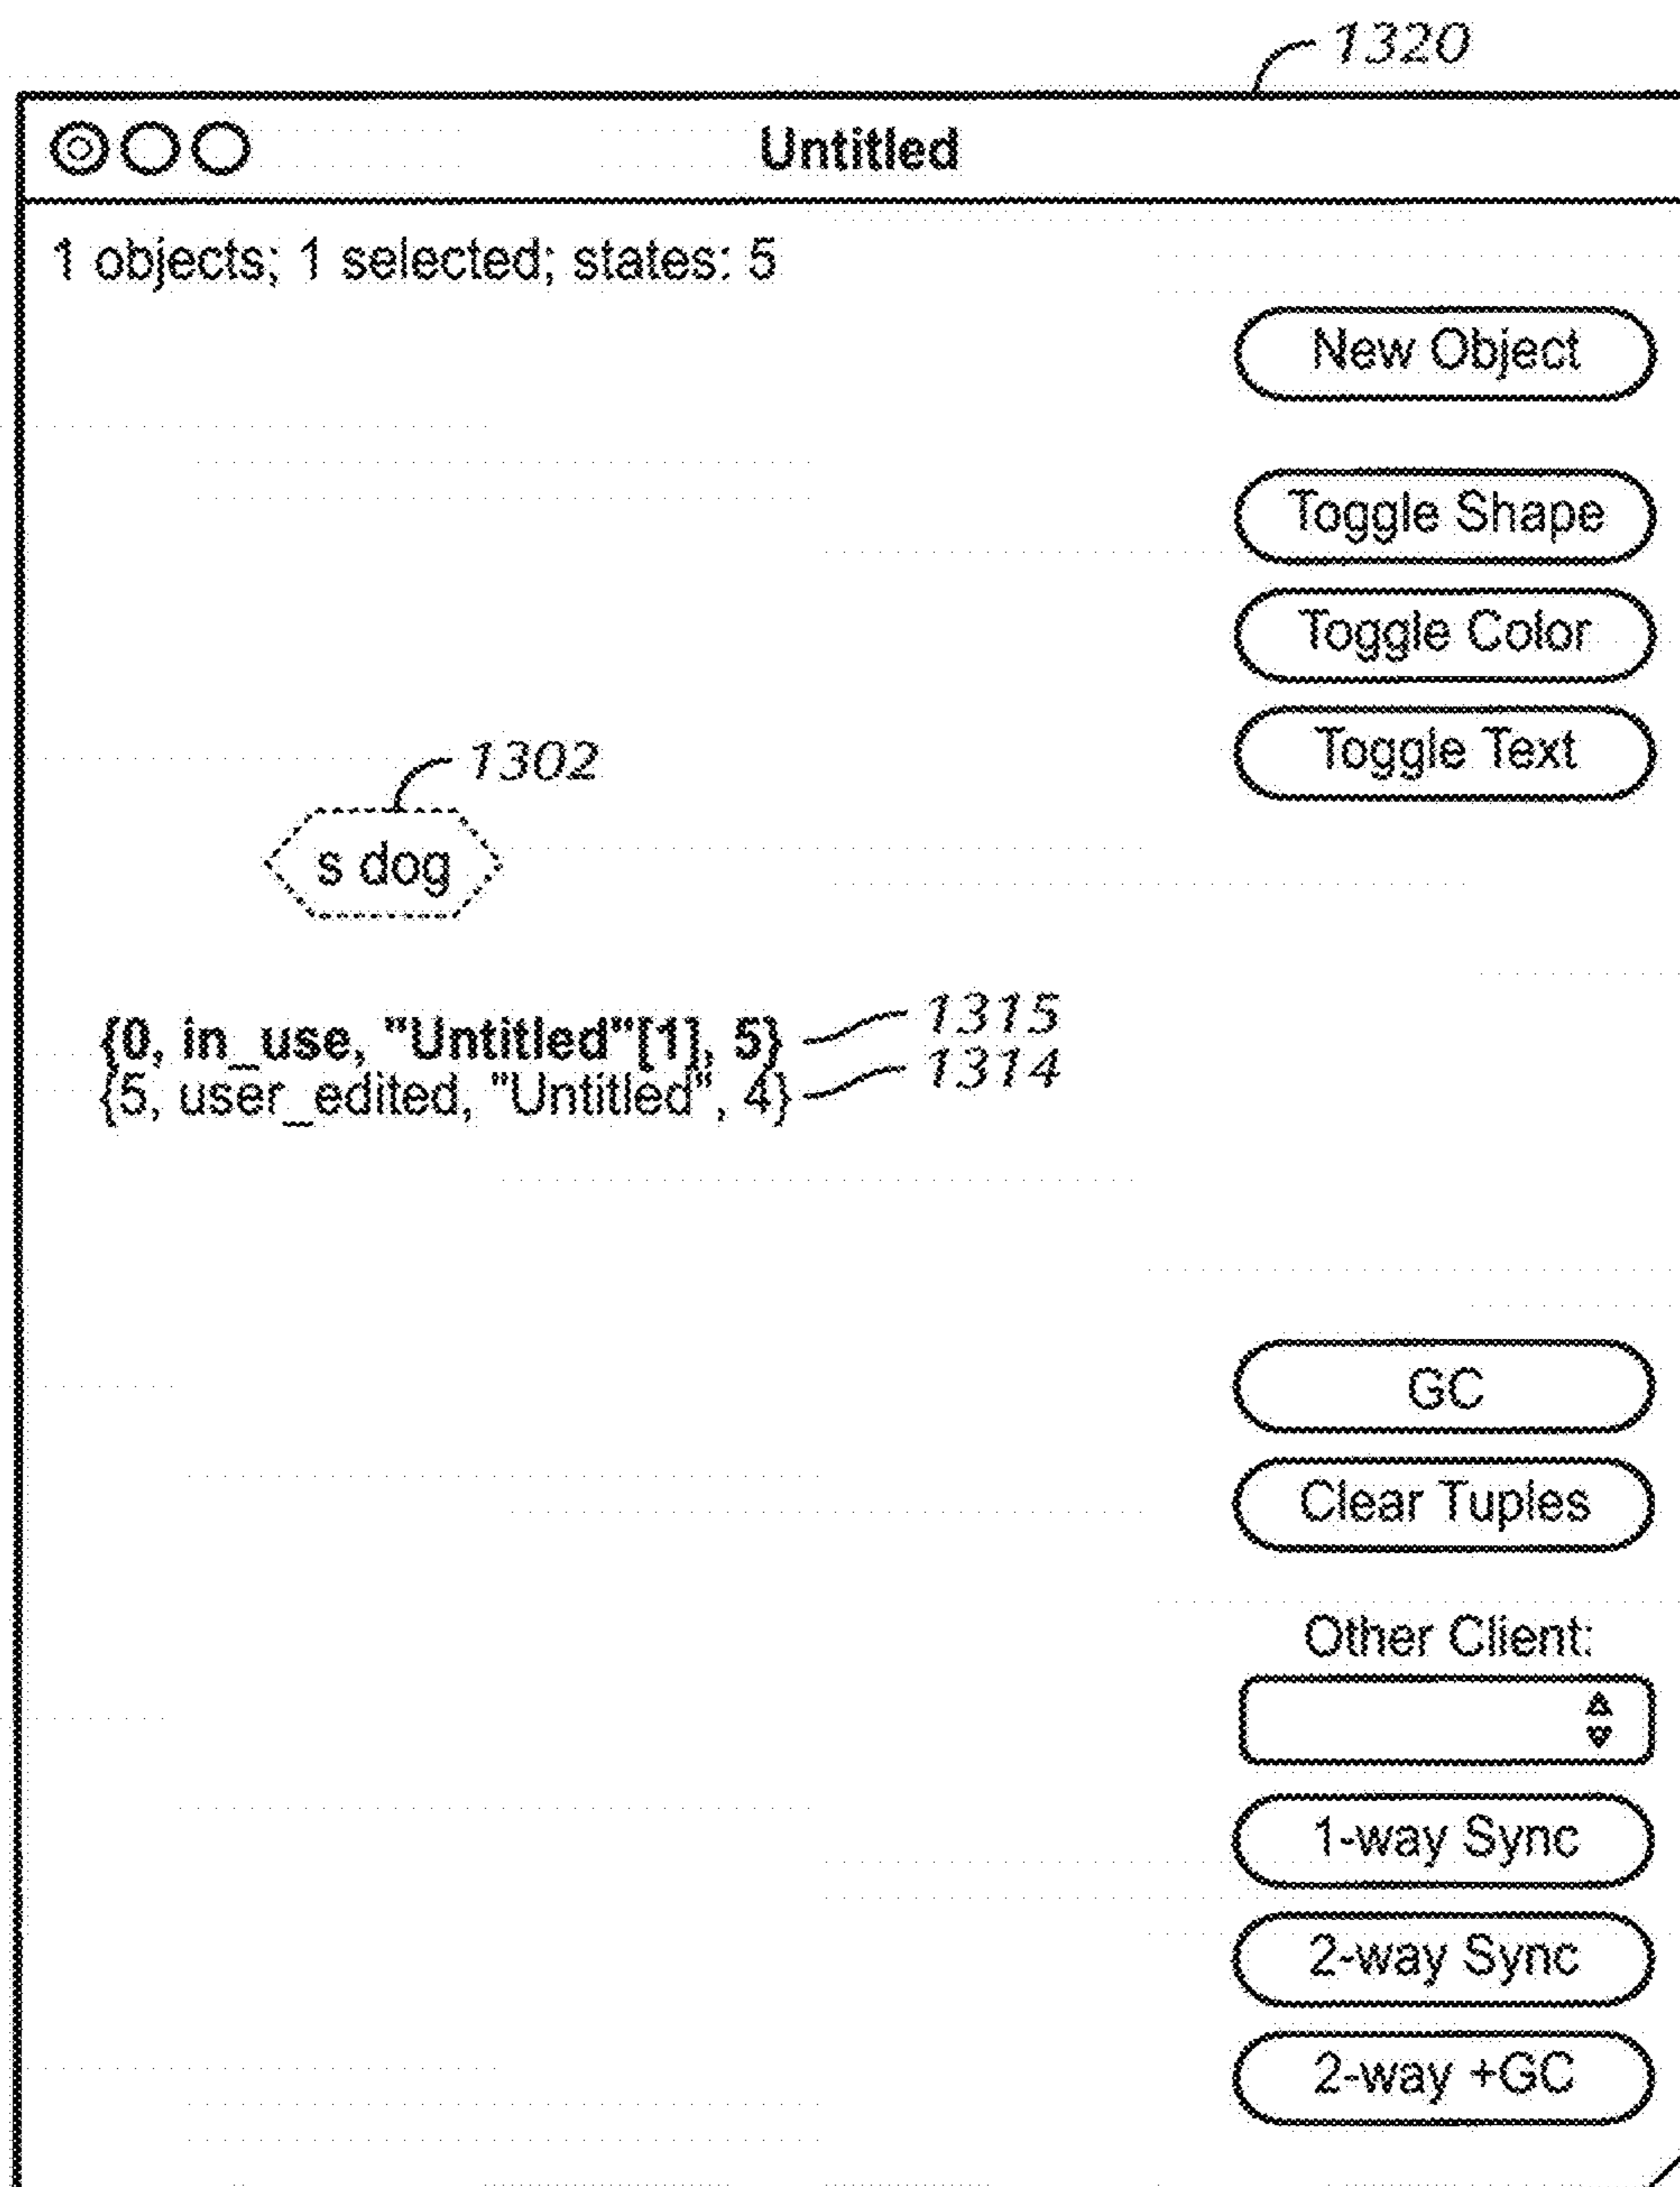 1320
Untitled
1 objects; 1 selected; states: 5
New Object
Toggle Shape
Toggle Color
Toggle Text
1302
s dog
{0, in_use, "Untitled"[1], 5} 1315
{5, user_edited, "Untitled", 4} 1314
GC
Clear Tuples
Other Client:
1-way Sync
2-way Sync
2-way +GC